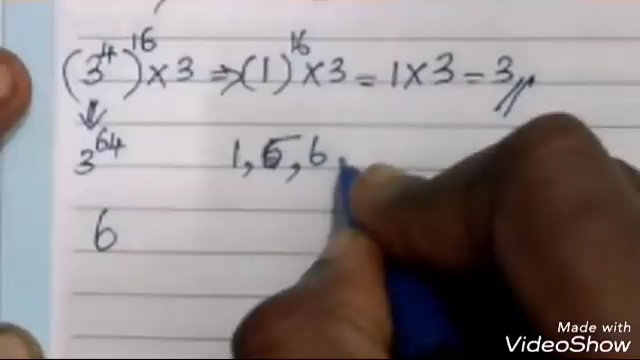 (3⁴)¹⁶ × 3 ⇒ (1)¹⁶ × 3 = 1 × 3 = 3
⇓
3⁶⁴
1, 5, 6
6
Made with
VideoShow